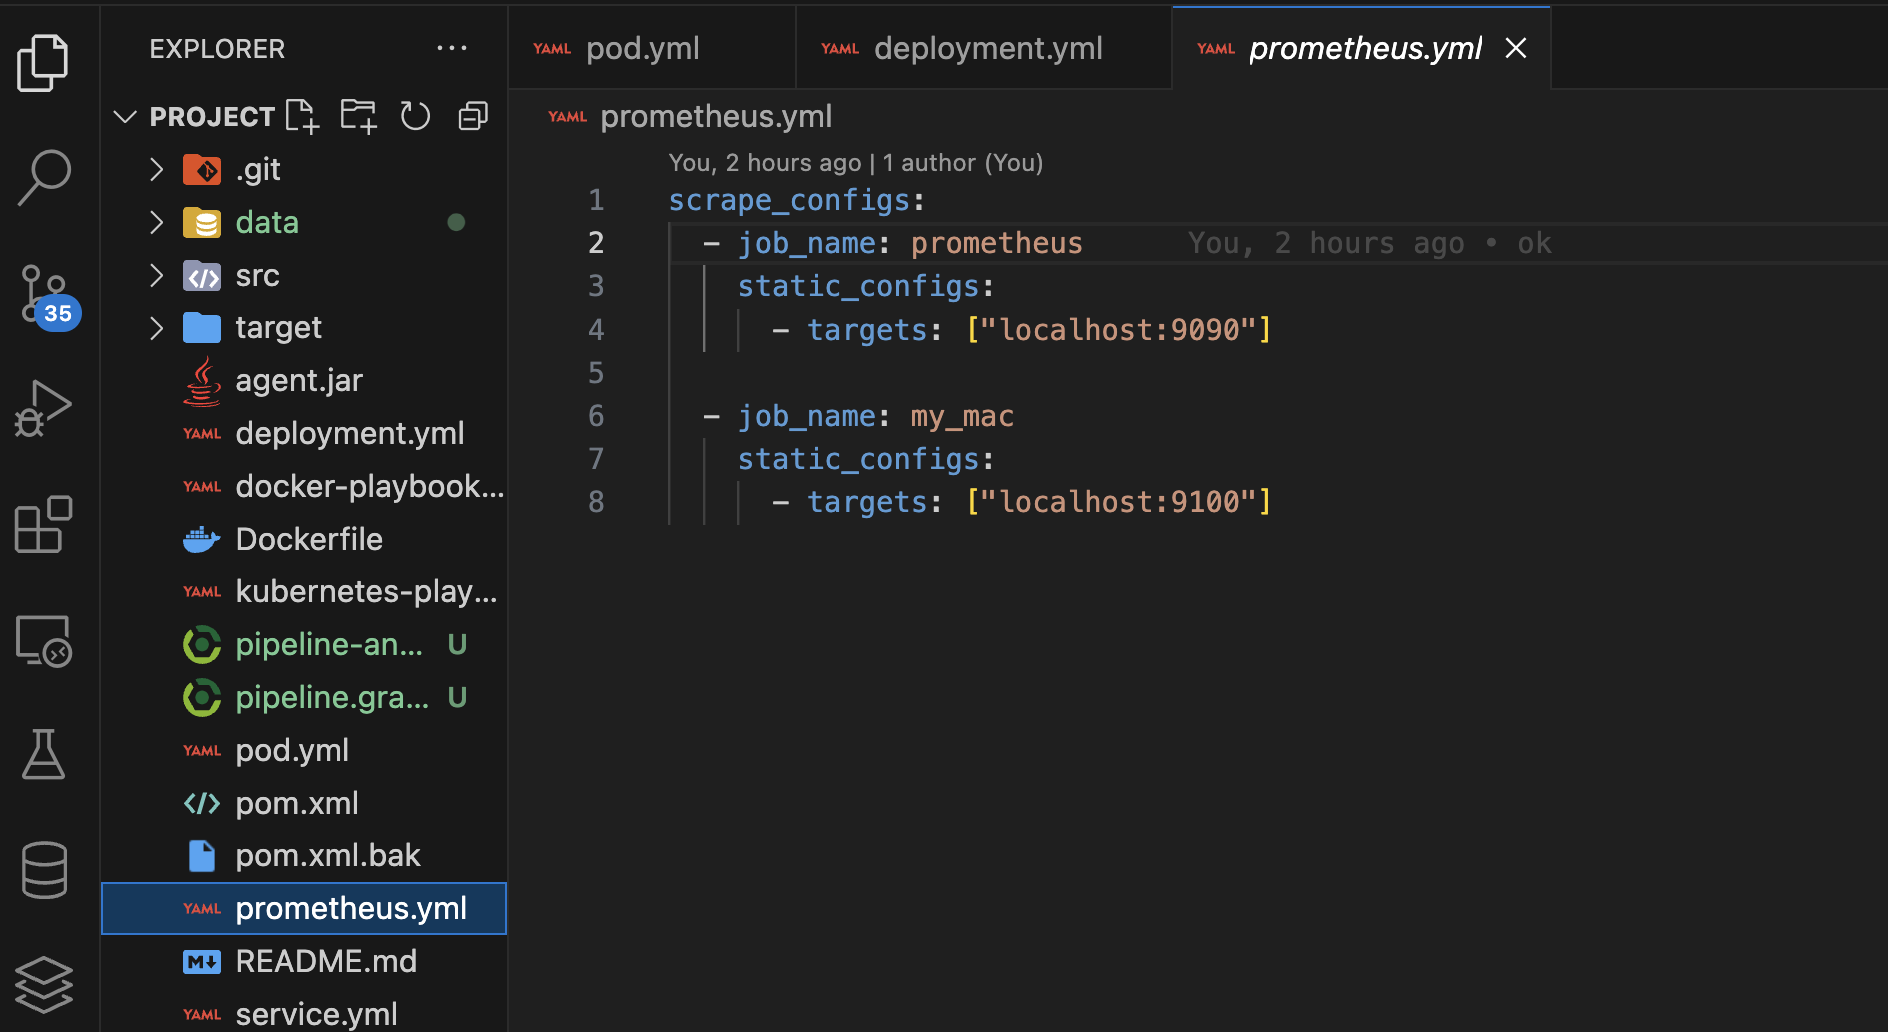 EXPLORER ...
PROJECT
.git
data
src
target
agent.jar
YAML deployment.yml
YAML docker-playbook...
Dockerfile
YAML kubernetes-play...
pipeline-an... U
pipeline.gra... U
YAML pod.yml
pom.xml
pom.xml.bak
YAML prometheus.yml
M README.md
YAML service.yml
35
YAML pod.yml
YAML deployment.yml
YAML prometheus.yml
YAML prometheus.yml
You, 2 hours ago | 1 author (You)
1 scrape_configs:
2 - job_name: prometheus You, 2 hours ago • ok
3 static_configs:
4 - targets: ["localhost:9090"]
5
6 - job_name: my_mac
7 static_configs:
8 - targets: ["localhost:9100"]